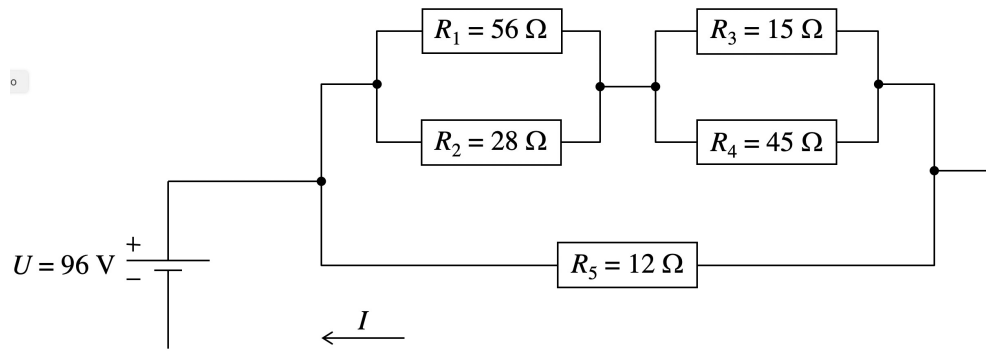 R₁ = 56 Ω
R₃ = 15 Ω
R₂ = 28 Ω
R₄ = 45 Ω
+
U = 96 V
−
R₅ = 12 Ω
I